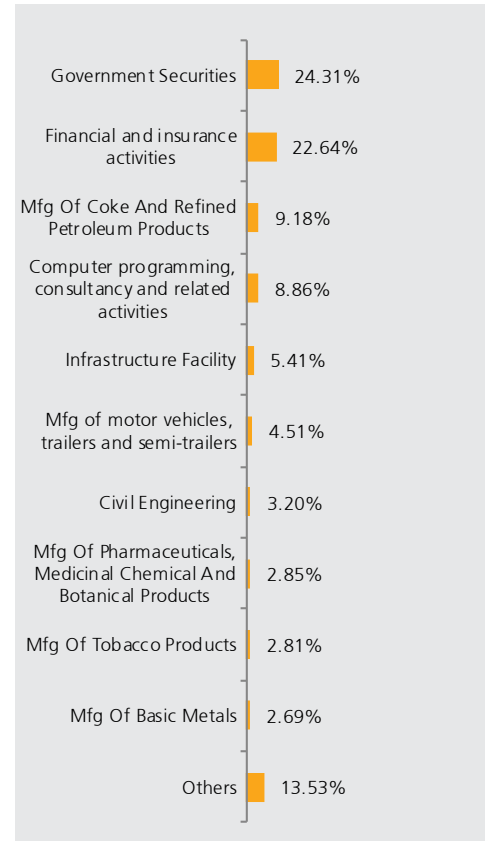 Government Securities
24.31%
Financial and insurance
activities
22.64%
Mfg Of Coke And Refined
Petroleum Products
9.18%
Computer programming,
consultancy and related
activities
8.86%
Infrastructure Facility
5.41%
Mfg of motor vehicles,
trailers and semi-trailers
4.51%
Civil Engineering
3.20%
Mfg Of Pharmaceuticals,
Medicinal Chemical And
Botanical Products
2.85%
Mfg Of Tobacco Products
2.81%
Mfg Of Basic Metals
2.69%
Others
13.53%